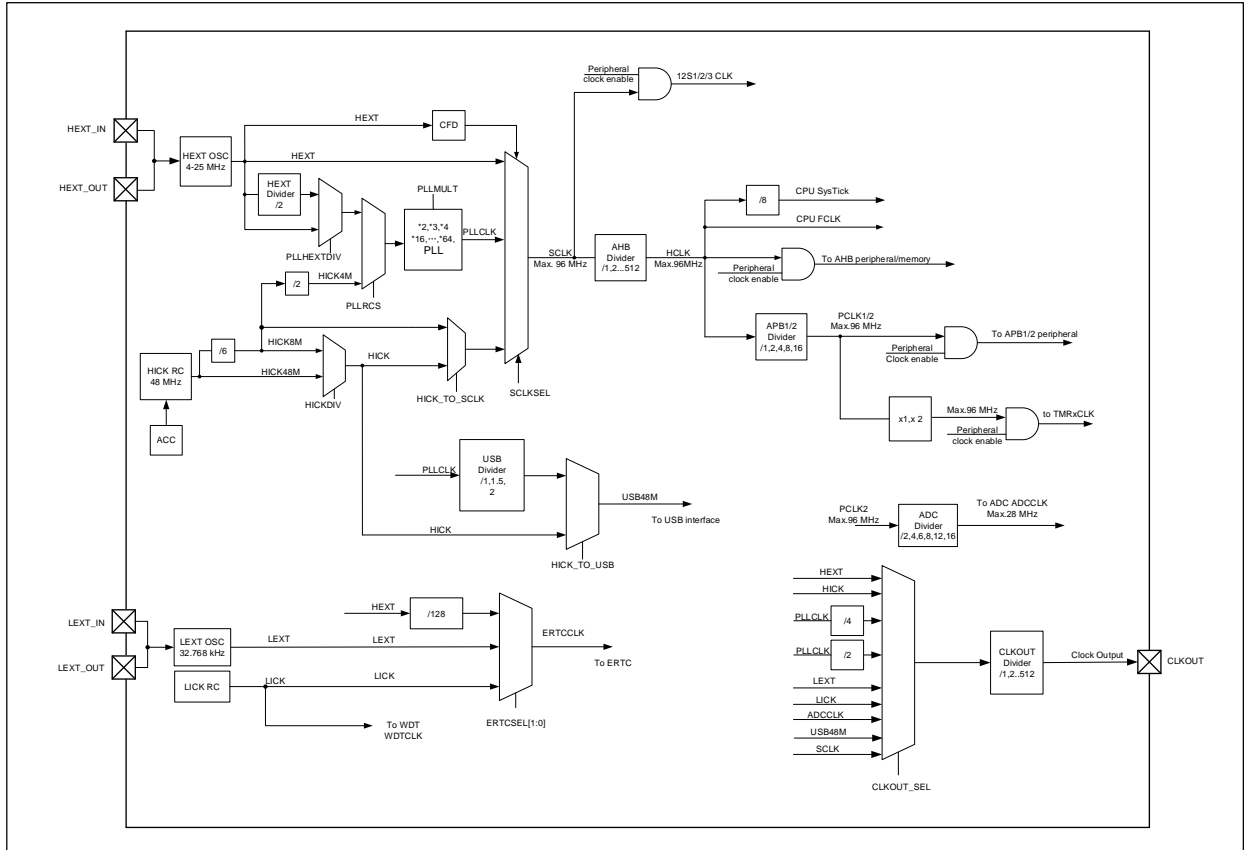 Peripheral
clock enable
12S1/2/3 CLK
HEXT_IN
HEXT_OUT
HEXT OSC
4-25 MHz
HEXT
CFD
HEXT
HEXT
Divider
/2
PLLHEXTDIV
PLLMULT
*2,*3,*4
*16,···,*64,
PLL
PLLCLK
PLLRCS
/2
HICK4M
/6
HICK8M
HICK48M
HICK RC
48 MHz
ACC
HICKDIV
HICK
HICK_TO_SCLK
SCLKSEL
SCLK
Max. 96 MHz
AHB
Divider
/1,2...512
HCLK
Max.96MHz
/8
CPU SysTick
CPU FCLK
Peripheral
clock enable
To AHB peripheral/memory
APB1/2
Divider
/1,2,4,8,16
PCLK1/2
Max.96 MHz
Peripheral
Clock enable
To APB1/2 peripheral
x1,x 2
Max.96 MHz
Peripheral
clock enable
to TMRxCLK
PLLCLK
USB
Divider
/1,1.5,
2
HICK
HICK_TO_USB
USB48M
To USB interface
PCLK2
Max.96 MHz
ADC
Divider
/2,4,6,8,12,16
To ADC ADCCLK
Max.28 MHz
LEXT_IN
LEXT_OUT
LEXT OSC
32.768 kHz
LEXT
HEXT
/128
LEXT
LICK RC
LICK
LICK
To WDT
WDTCLK
ERTCSEL[1:0]
ERTCCLK
To ERTC
HEXT
HICK
PLLCLK
/4
PLLCLK
/2
LEXT
LICK
ADCCLK
USB48M
SCLK
CLKOUT_SEL
CLKOUT
Divider
/1,2..512
Clock Output
CLKOUT